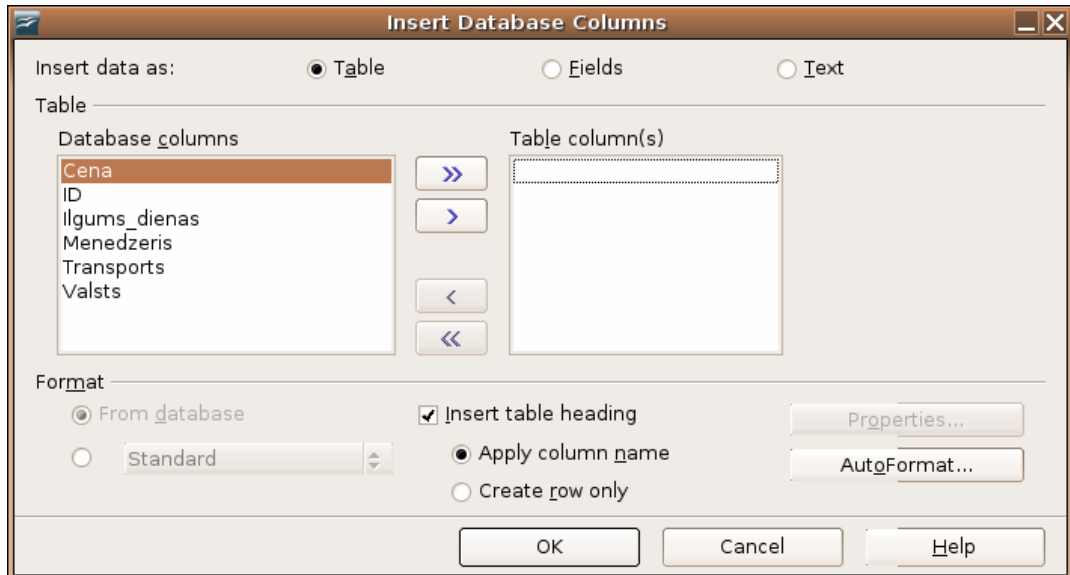 Insert Database Columns
Insert data as: Table Fields Text
Table
Database columns
Table column(s)
Cena
ID
Ilgums_dienas
Menedzeris
Transports
Valsts
Format
From database
Standard
Insert table heading
Apply column name
Create row only
Properties...
AutoFormat...
OK Cancel Help